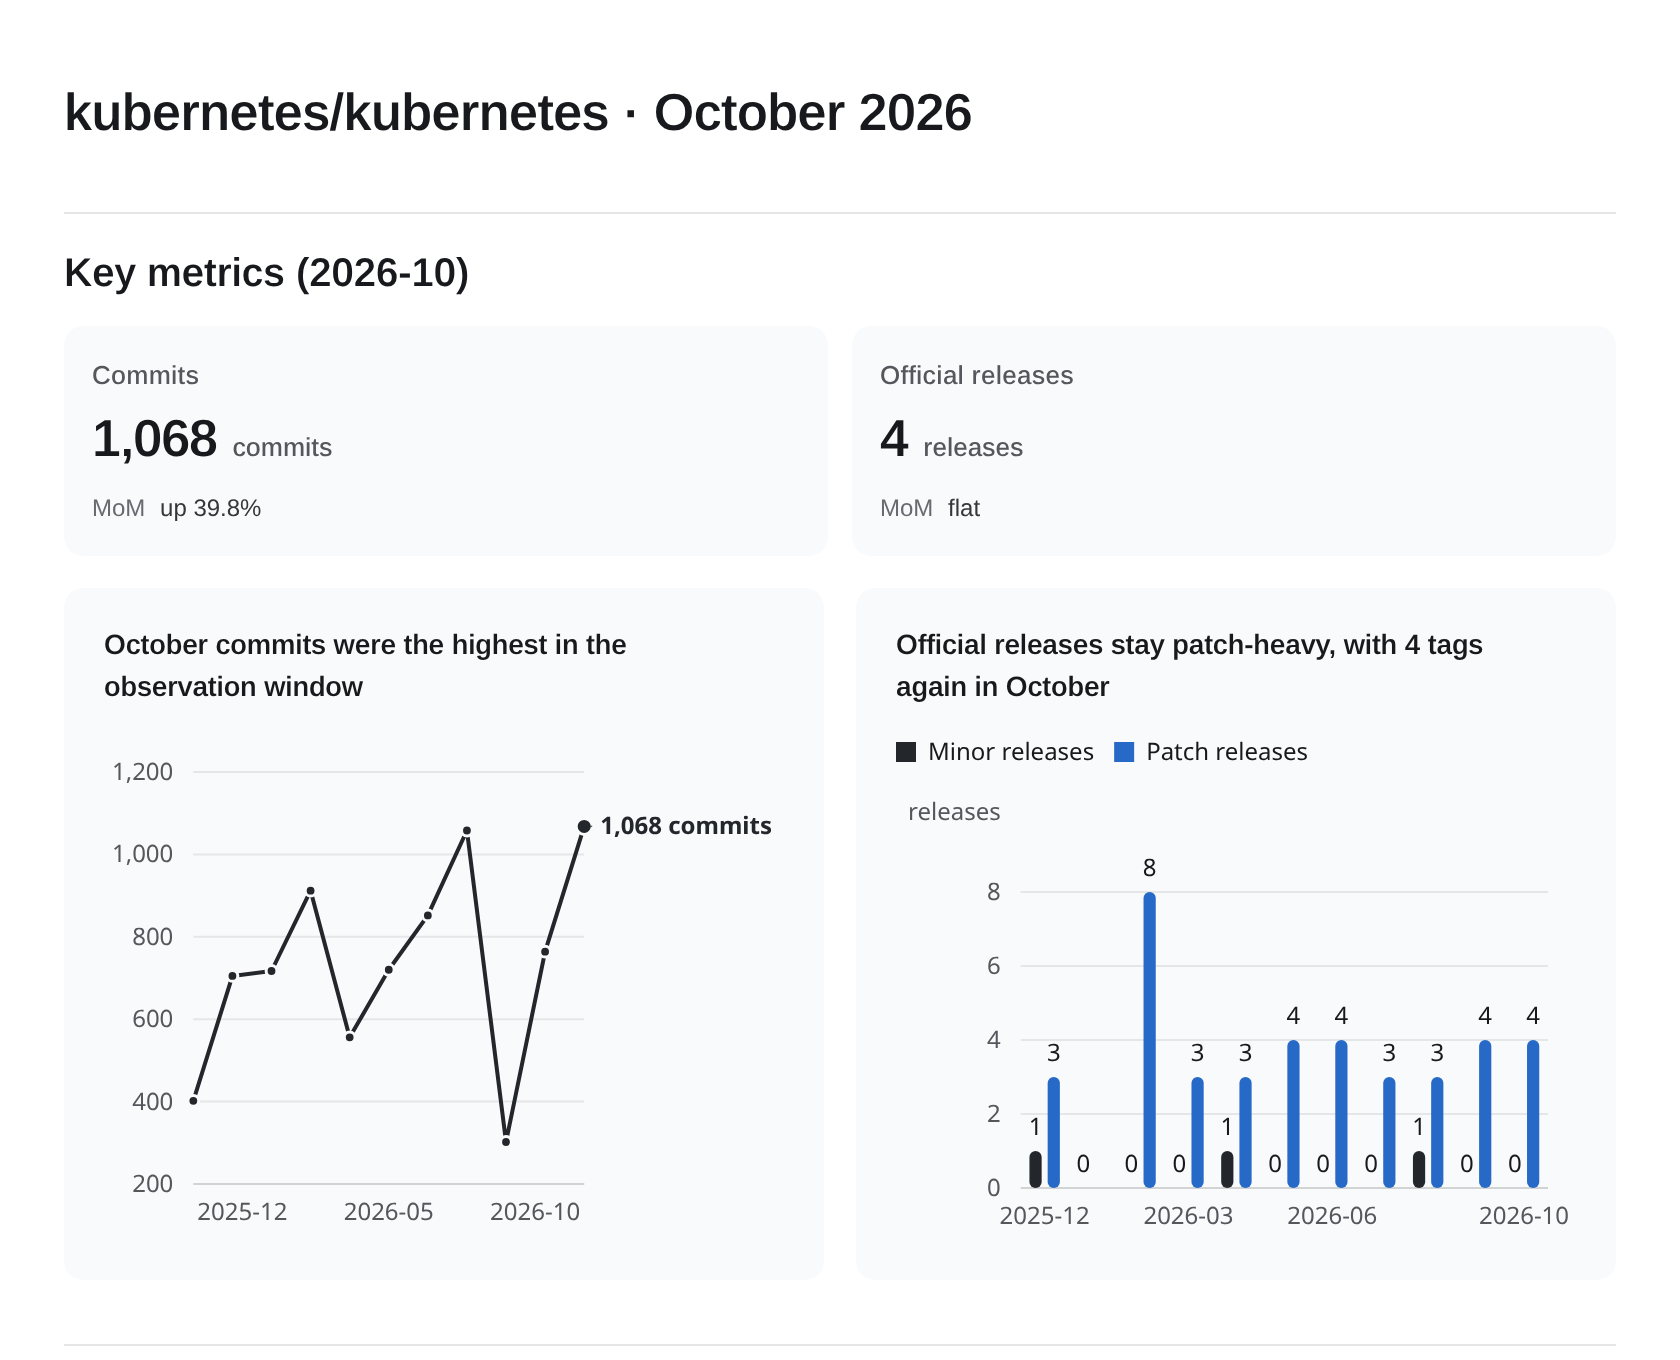 kubernetes/kubernetes · October 2026
Key metrics (2026-10)
Commits
1,068 commits
MoM up 39.8%
Official releases
4 releases
MoM flat
October commits were the highest in the
observation window
1,200
1,000
800
600
400
200
1,068 commits
2025-12 2026-05 2026-10
Official releases stay patch-heavy, with 4 tags
again in October
Minor releases Patch releases
releases
8
6
4
2
0
1 3 0 0 8 0 3 1 3 0 4 0 4 0 3 1 3 0 4 0 4
2025-12 2026-03 2026-06 2026-10